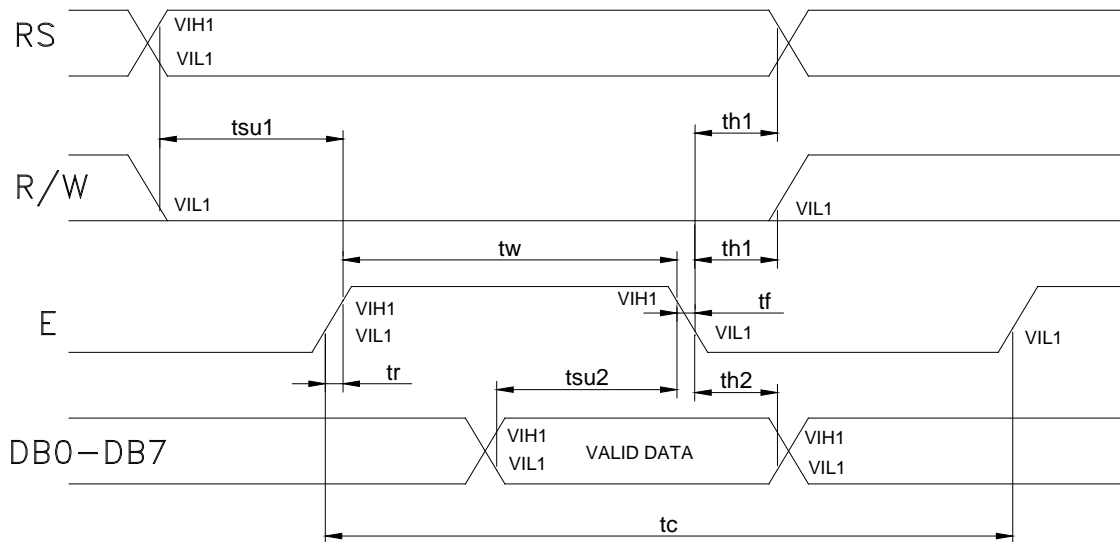 RS
VIH1
VIL1
tsu1
th1
R/W
VIL1
VIL1
tw
th1
E
VIH1
VIL1
VIH1
tf
VIL1
VIL1
tr
tsu2
th2
DB0-DB7
VIH1
VIL1
VALID DATA
VIH1
VIL1
tc